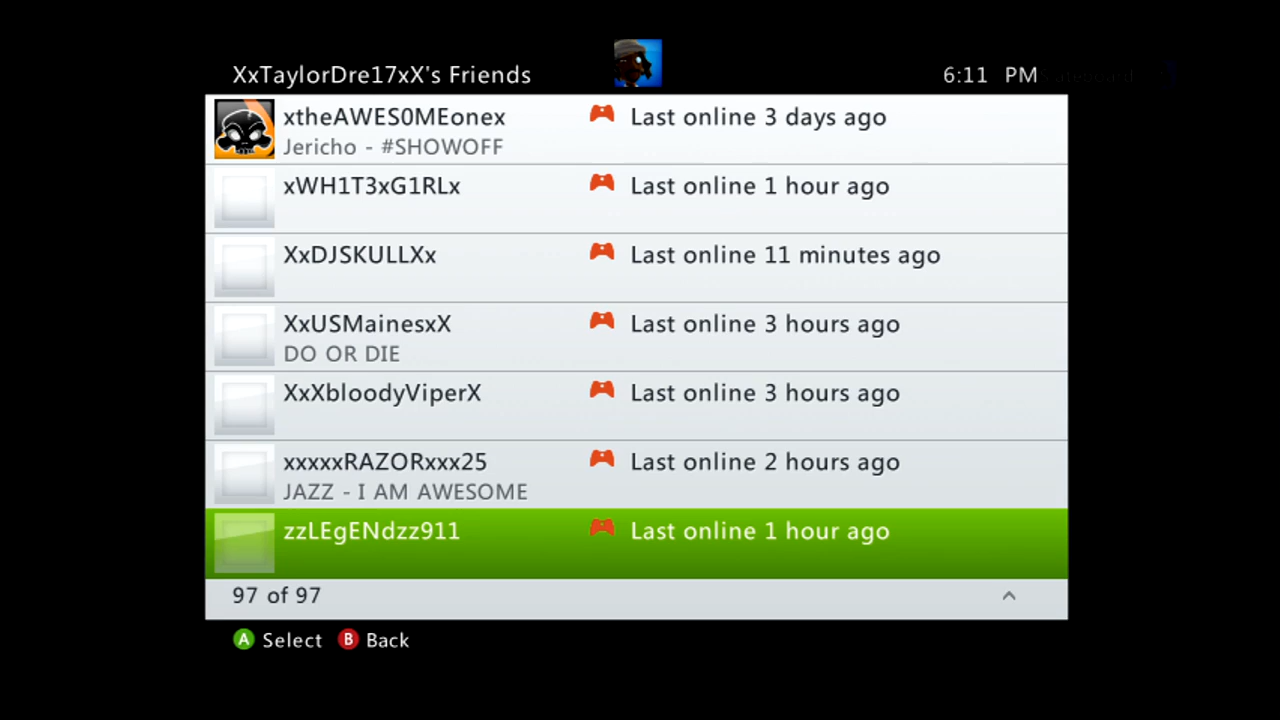 XxTaylorDre17xX's Friends
6:11 PM
xtheAWES0MEonex Last online 3 days ago
Jericho - #SHOWOFF
xWH1T3xG1RLx Last online 1 hour ago
XxDJSKULLXx Last online 11 minutes ago
XxUSMainesxX Last online 3 hours ago
DO OR DIE
XxXbloodyViperX Last online 3 hours ago
xxxxxRAZORxxx25 Last online 2 hours ago
JAZZ - I AM AWESOME
zzLEgENdzz911 Last online 1 hour ago
97 of 97
A Select B Back